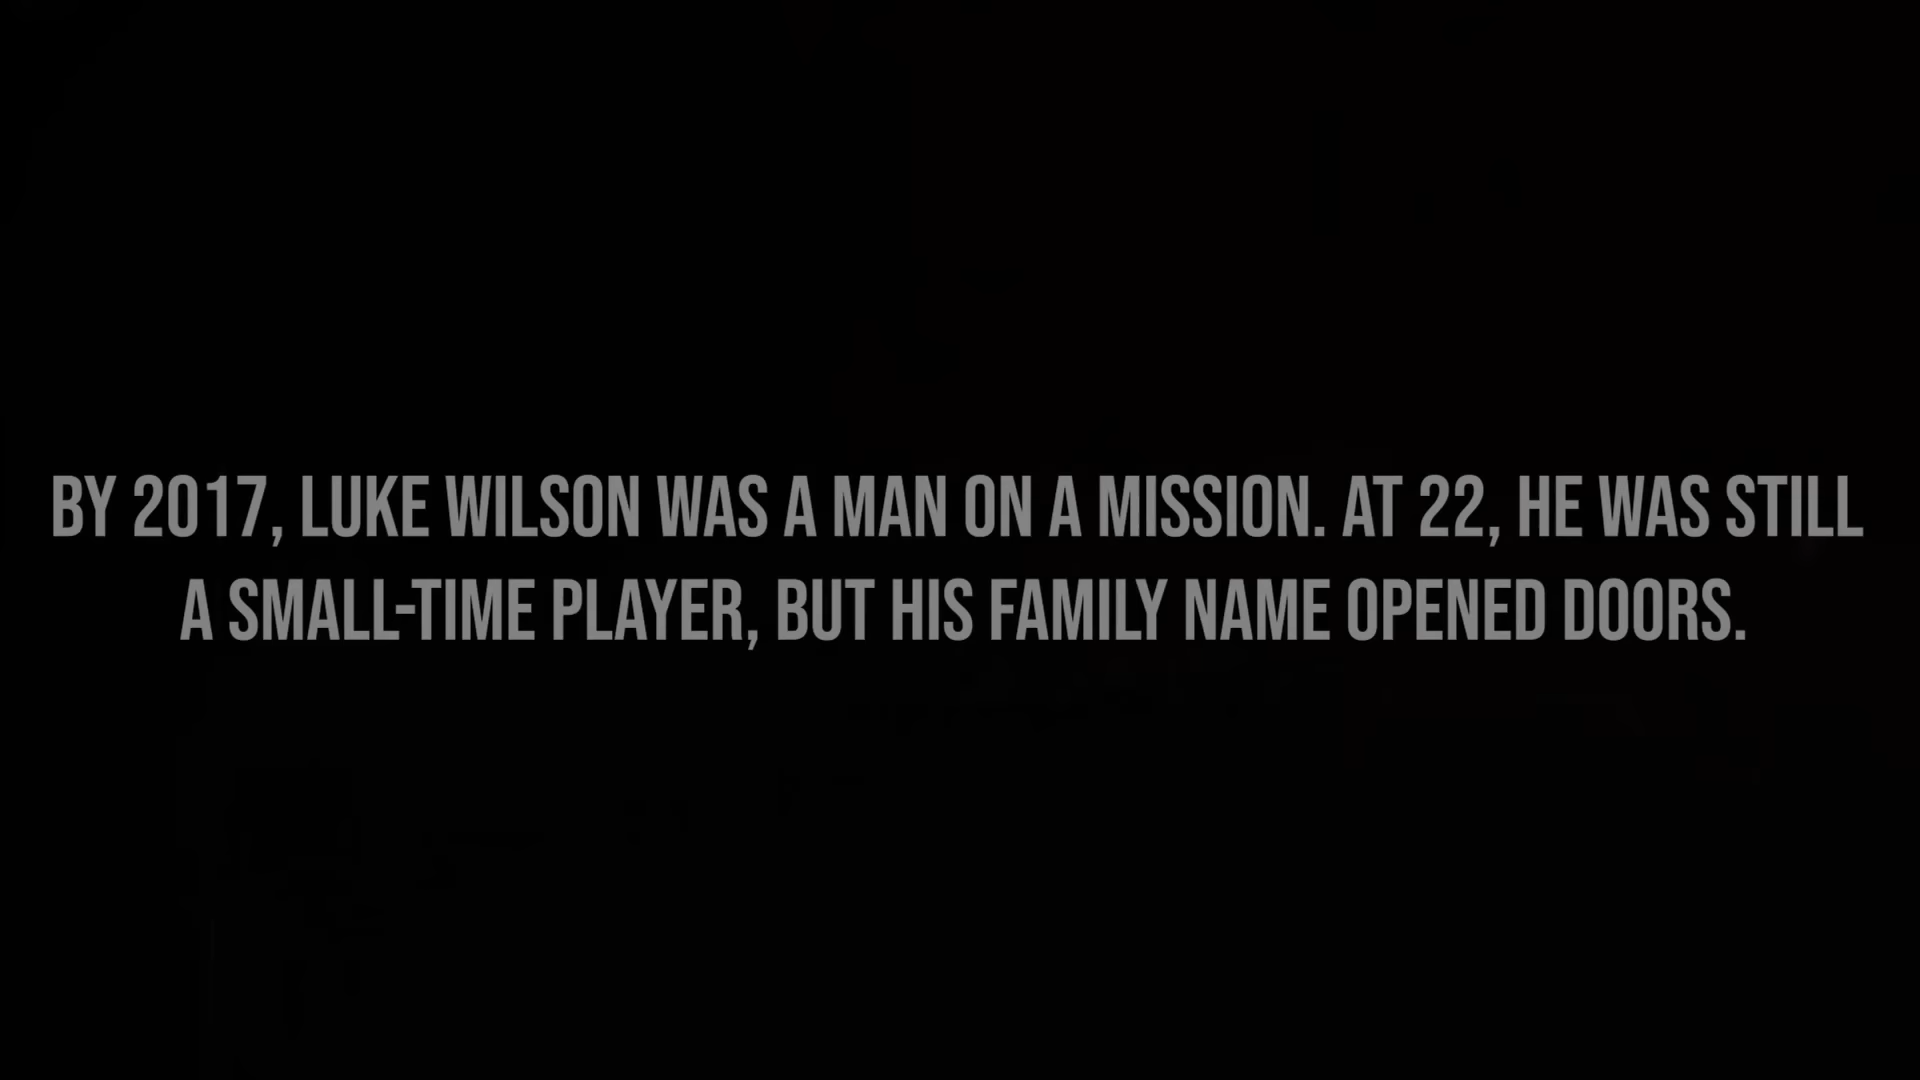 BY 2017, LUKE WILSON WAS A MAN ON A MISSION. AT 22, HE WAS STILL
A SMALL-TIME PLAYER, BUT HIS FAMILY NAME OPENED DOORS.